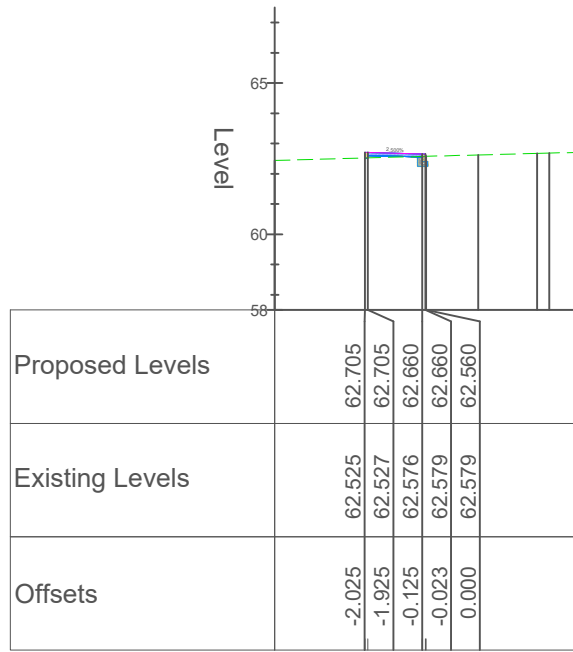 65
Level
2.500%
60
58
Proposed Levels 62.705 62.705 62.660 62.660 62.560
Existing Levels 62.525 62.527 62.576 62.579 62.579
Offsets -2.025 -1.925 -0.125 -0.023 0.000